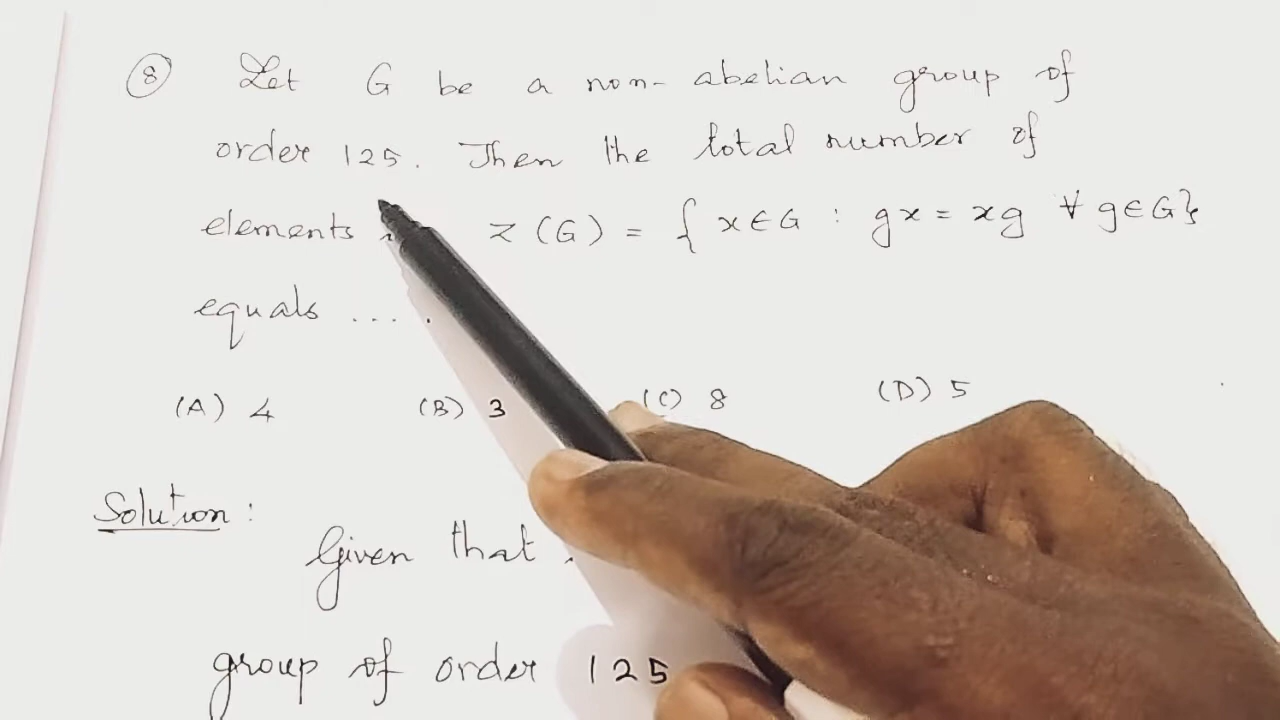 (8) Let G be a non-abelian group of
order 125. Then the total number of
elements Z(G) = { x∈G : gx = xg ∀ g∈G}
equals ....
(A) 4 (B) 3 (C) 8 (D) 5
Solution:
Given that
group of order 125